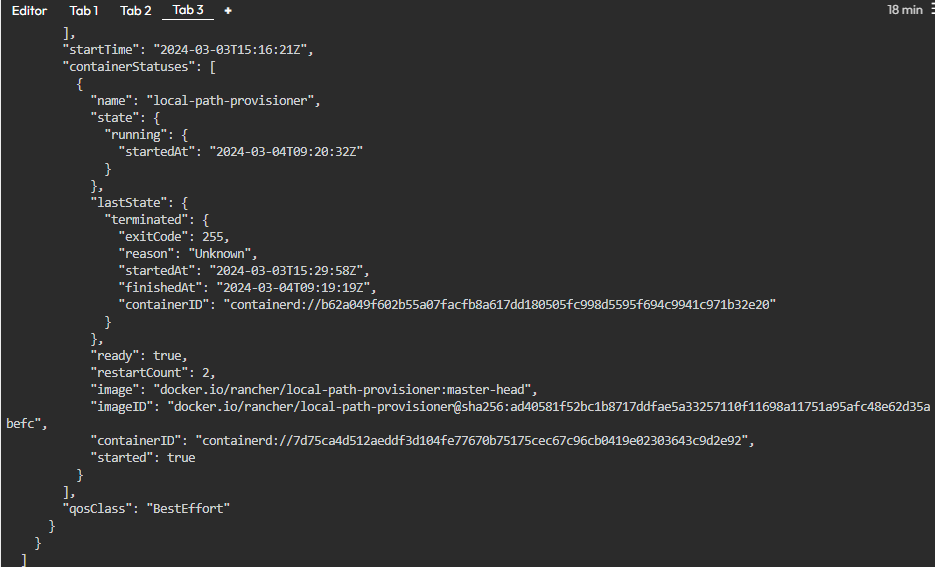 Editor Tab 1 Tab 2 Tab 3 + 18 min
],
"startTime": "2024-03-03T15:16:21Z",
"containerStatuses": [
{
"name": "local-path-provisioner",
"state": {
"running": {
"startedAt": "2024-03-04T09:20:32Z"
}
},
"lastState": {
"terminated": {
"exitCode": 255,
"reason": "Unknown",
"startedAt": "2024-03-03T15:29:58Z",
"finishedAt": "2024-03-04T09:19:19Z",
"containerID": "containerd://b62a049f602b55a07facfb8a617dd180505fc998d5595f694c9941c971b32e20"
}
},
"ready": true,
"restartCount": 2,
"image": "docker.io/rancher/local-path-provisioner:master-head",
"imageID": "docker.io/rancher/local-path-provisioner@sha256:ad40581f52bc1b8717ddfae5a33257110f11698a11751a95afc48e62d35a
befc",
"containerID": "containerd://7d75ca4d512aeddf3d104fe77670b75175cec67c96cb0419e02303643c9d2e92",
"started": true
}
],
"qosClass": "BestEffort"
}
}
]